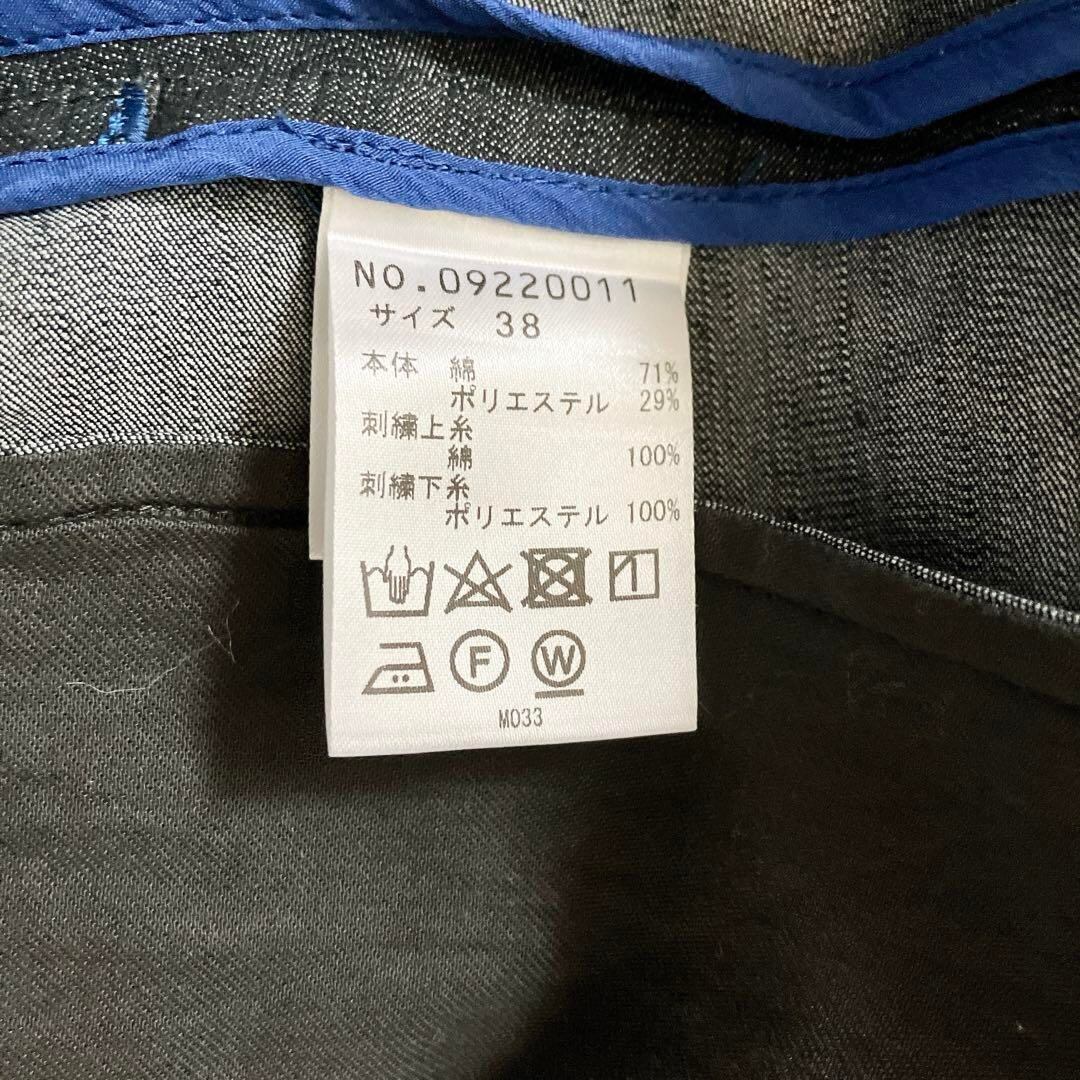 NO.09220011
サイズ 38
本体 綿 71%
ポリエステル 29%
刺繍上糸
綿 100%
刺繍下糸
ポリエステル 100%
F W
M033